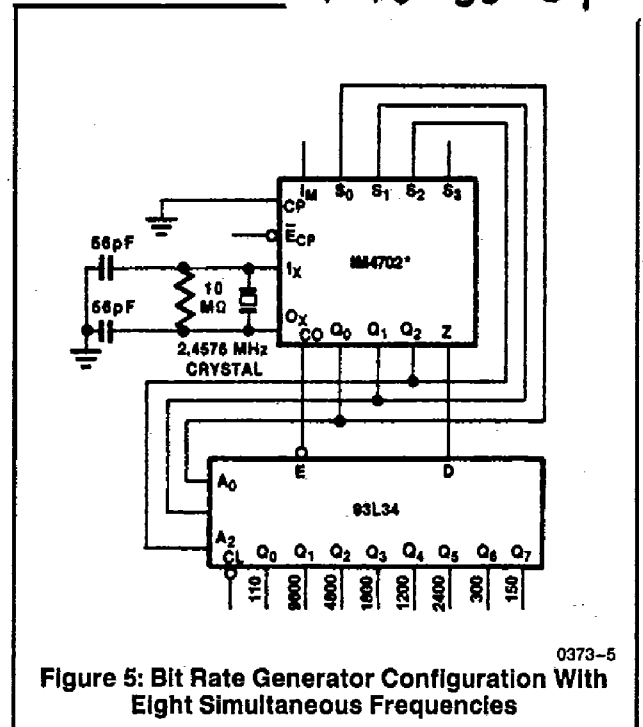 IM S0 S1 S2 S3
CP
ECP
IM4702*
56pF
IX
10
MΩ
56pF
OX
CO Q0 Q1 Q2 Z
2.4576 MHz
CRYSTAL
E D
A0
93L34
A2
CL Q0 Q1 Q2 Q3 Q4 Q5 Q6 Q7
110 9600 4800 1800 1200 2400 300 150
0373-5
Figure 5: Bit Rate Generator Configuration With
Eight Simultaneous Frequencies